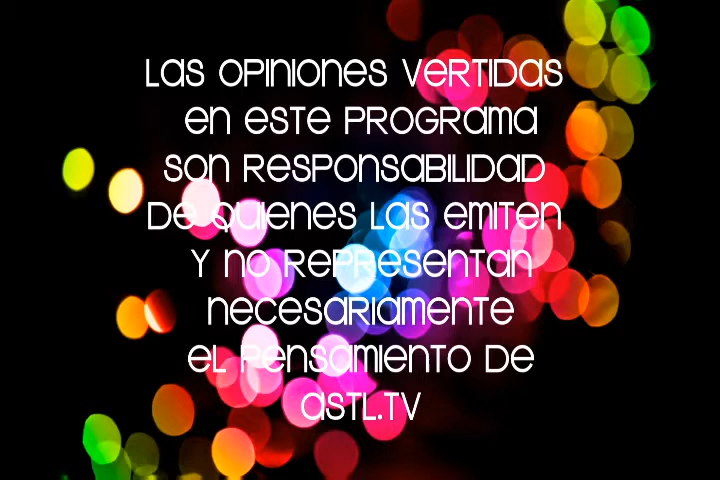 Las opiniones vertidas
en este programa
son responsabilidad
de quienes las emiten
y no representan
necesariamente
el pensamiento de
astl.tv